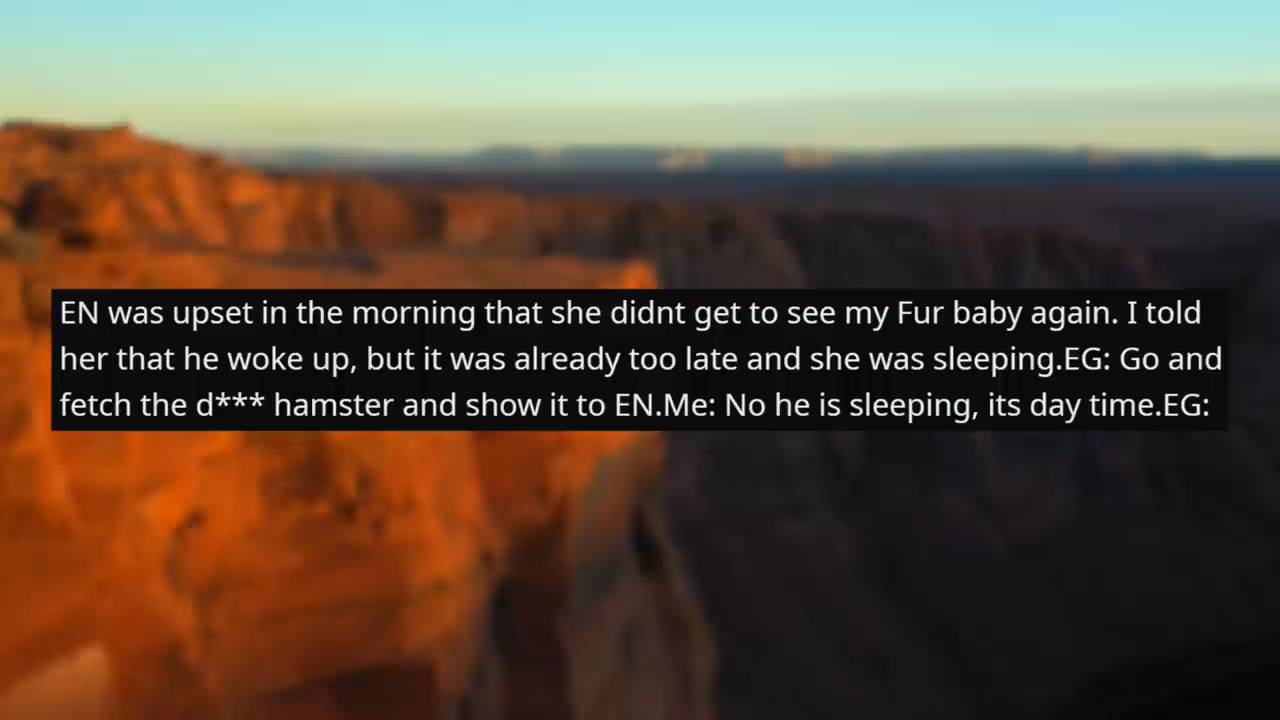 EN was upset in the morning that she didnt get to see my Fur baby again. I told
her that he woke up, but it was already too late and she was sleeping.EG: Go and
fetch the d*** hamster and show it to EN.Me: No he is sleeping, its day time.EG: